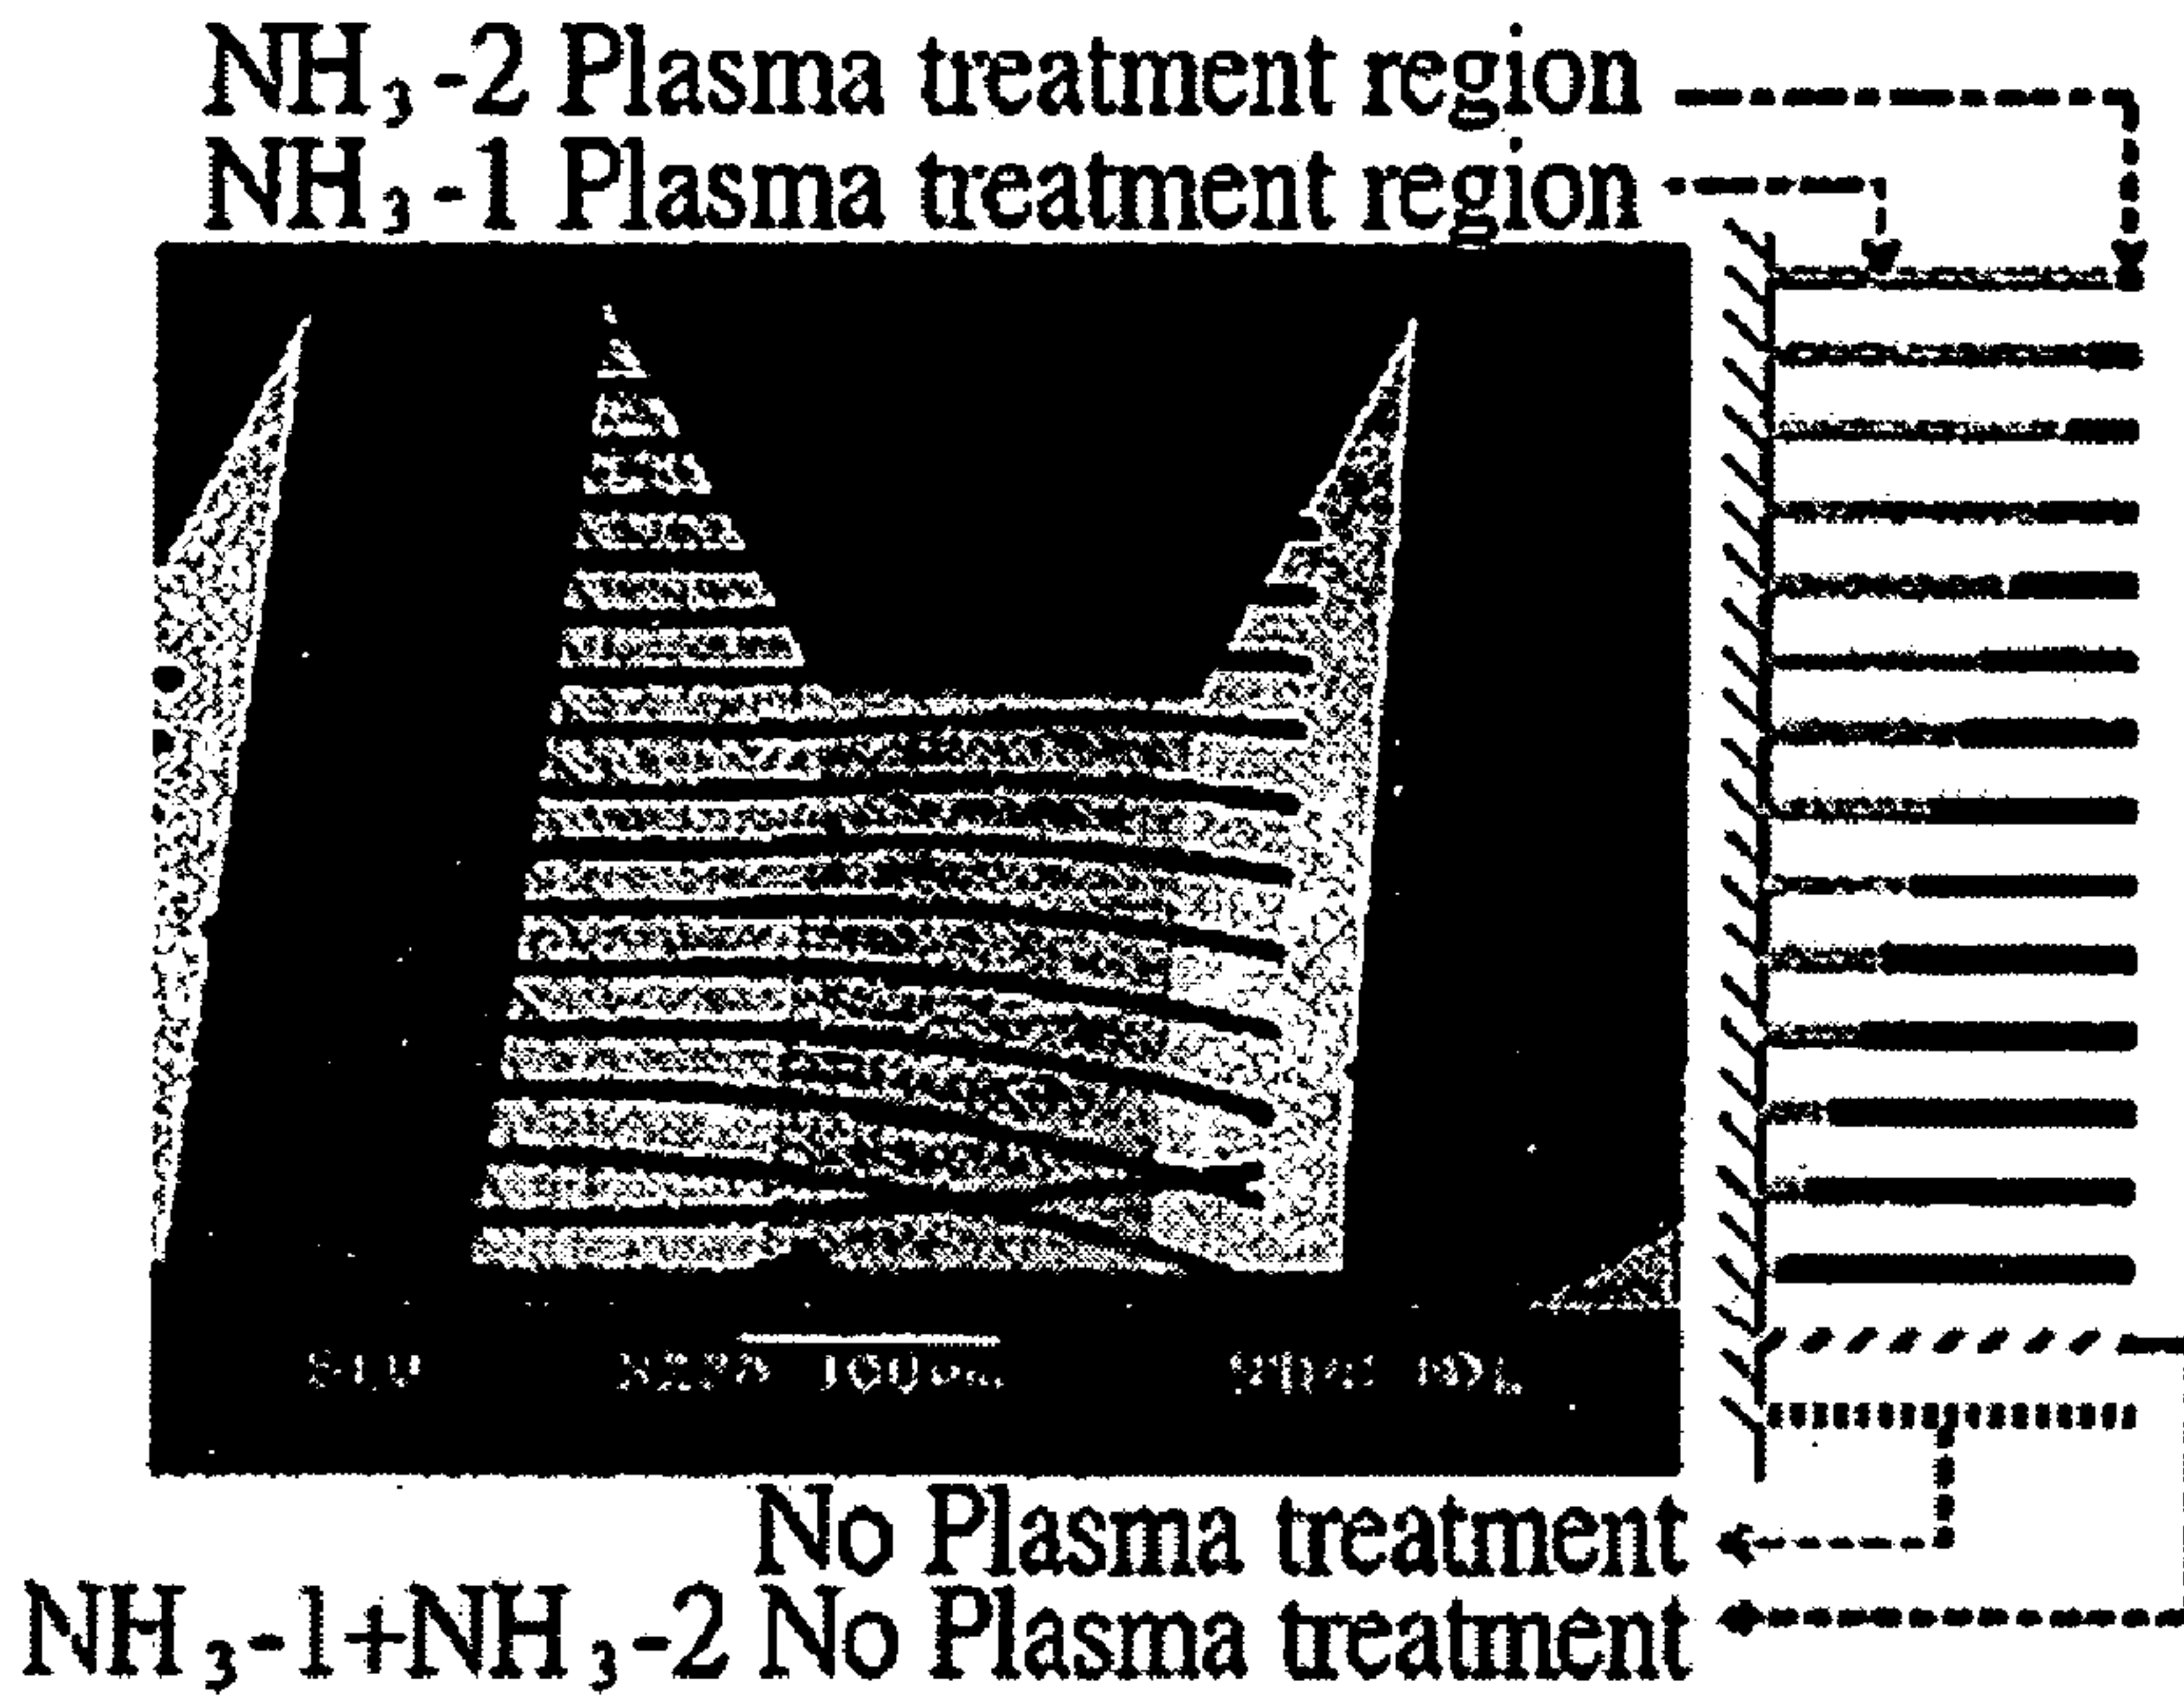 NH₃-2 Plasma treatment region
NH₃-1 Plasma treatment region
100μm
No Plasma treatment
NH₃-1+NH₃-2 No Plasma treatment